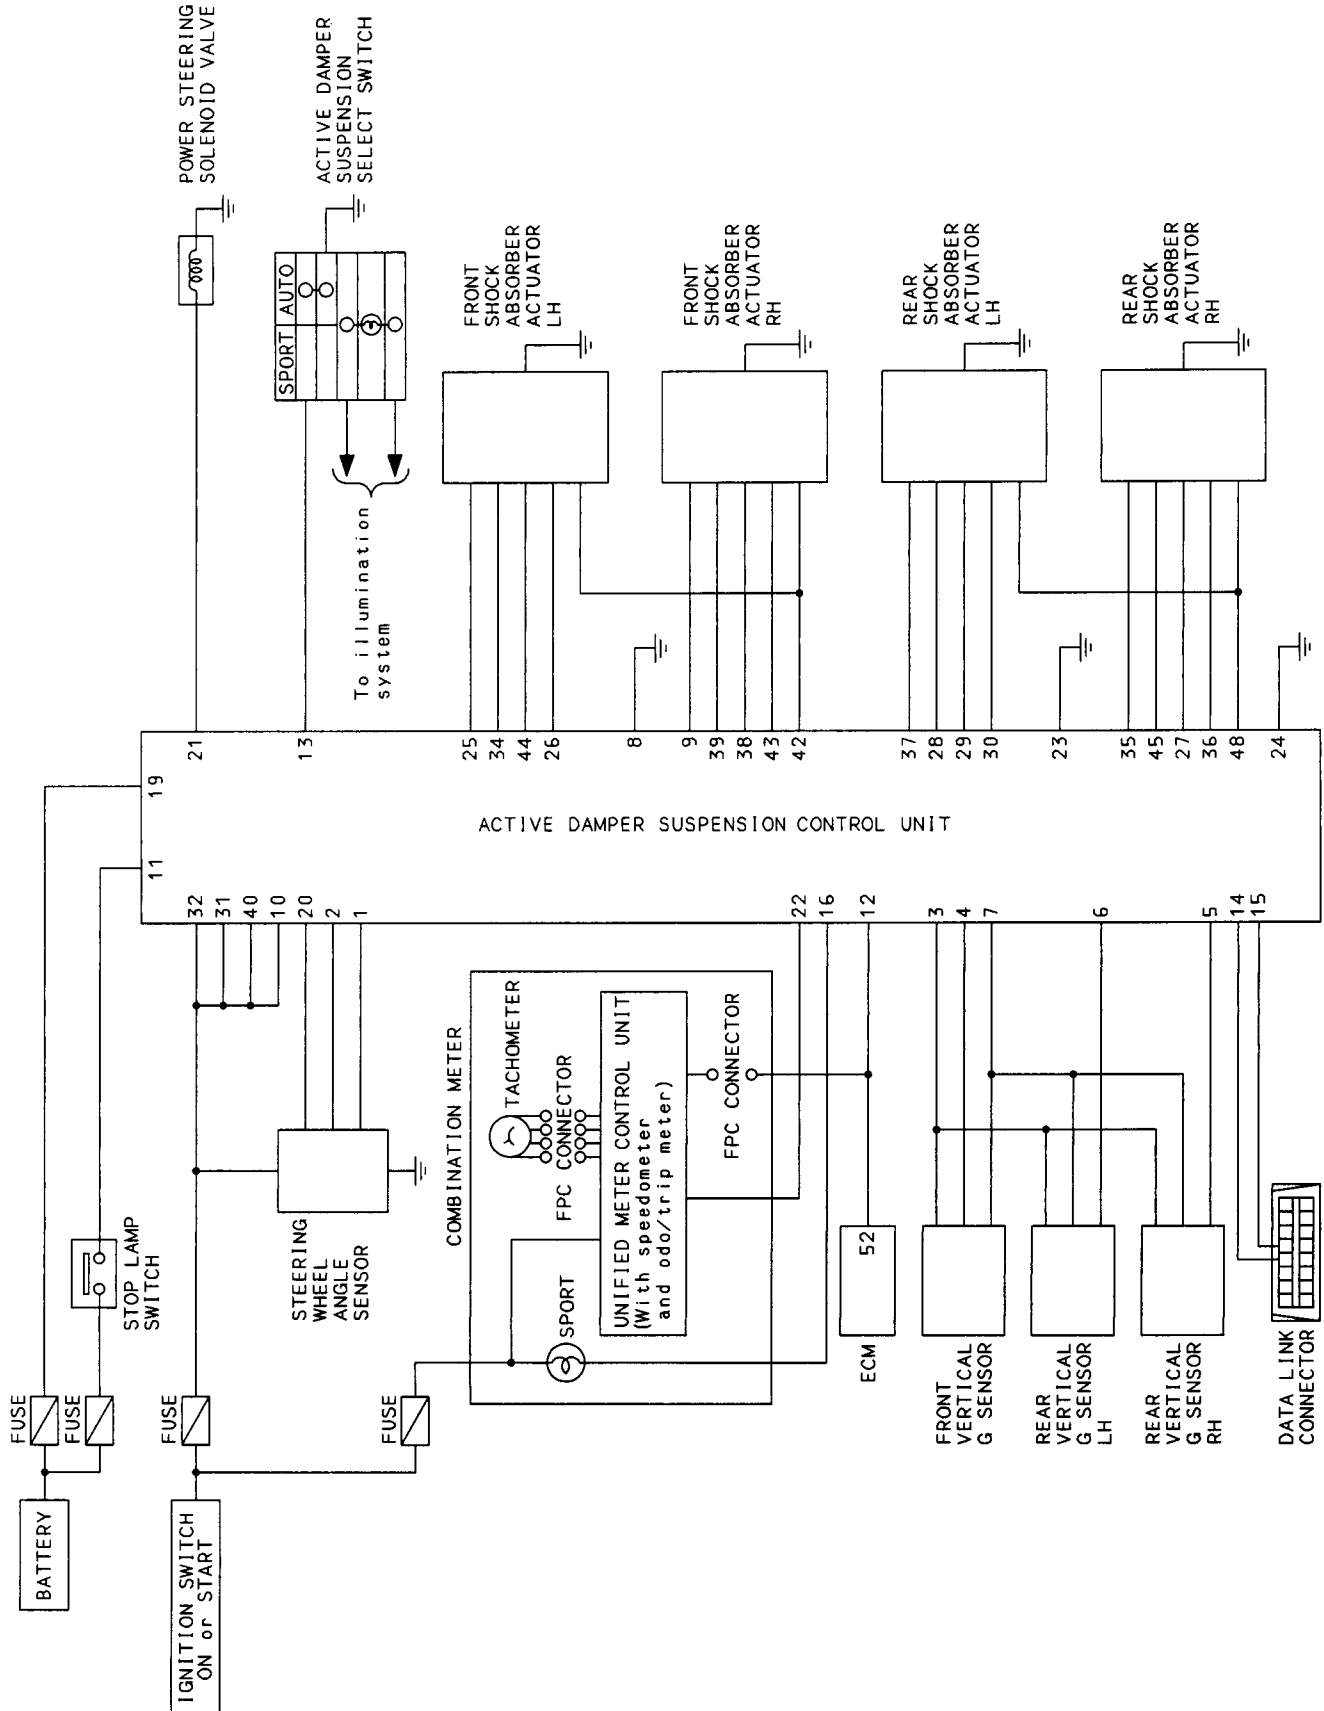 BATTERY
FUSE
FUSE
STOP LAMP
SWITCH
IGNITION SWITCH
ON or START
FUSE
FUSE
STEERING
WHEEL
ANGLE
SENSOR
COMBINATION METER
TACHOMETER
FPC CONNECTOR
SPORT
UNIFIED METER CONTROL UNIT
(With speedometer
and odo/trip meter)
FPC CONNECTOR
ECM
52
FRONT
VERTICAL
G SENSOR
REAR
VERTICAL
G SENSOR
LH
REAR
VERTICAL
G SENSOR
RH
DATA LINK
CONNECTOR
19
11
32
31
40
10
20
2
1
22
16
12
3
4
7
6
5
14
15
ACTIVE DAMPER SUSPENSION CONTROL UNIT
21
13
25
34
44
26
8
9
39
38
43
42
37
28
29
30
23
35
45
27
36
48
24
POWER STEERING
SOLENOID VALVE
ACTIVE DAMPER
SUSPENSION
SELECT SWITCH
SPORT
AUTO
To illumination
system
FRONT
SHOCK
ABSORBER
ACTUATOR
LH
FRONT
SHOCK
ABSORBER
ACTUATOR
RH
REAR
SHOCK
ABSORBER
ACTUATOR
LH
REAR
SHOCK
ABSORBER
ACTUATOR
RH